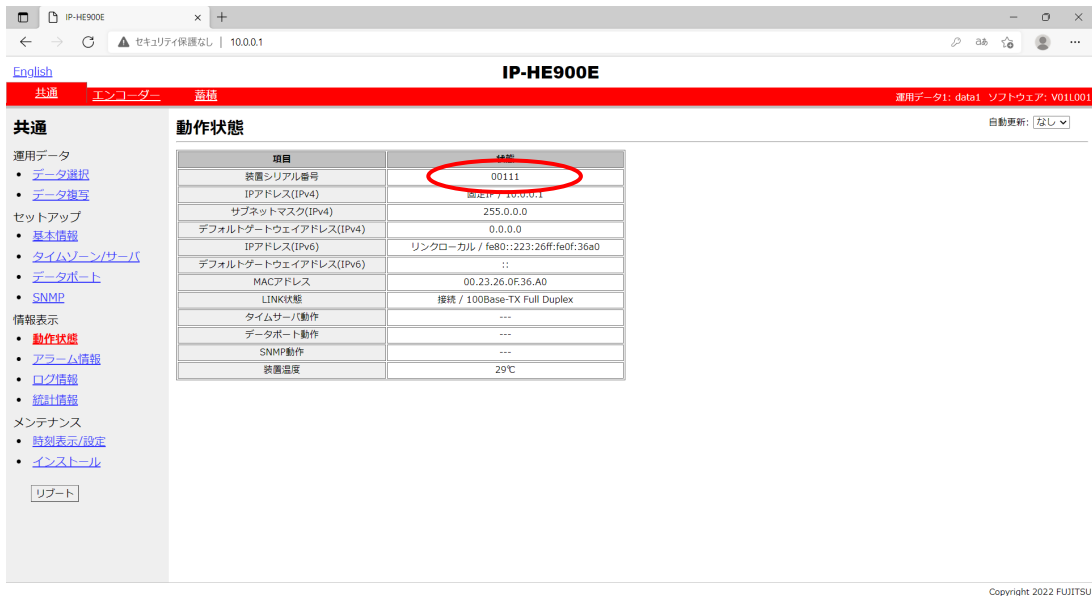 IP-HE900E
セキュリティ保護なし 10.0.0.1
English
IP-HE900E
共通 エンコーダー 蓄積
運用データ1: data1 ソフトウェア: V01L001
共通
動作状態
自動更新: なし
運用データ
データ選択
データ複写
セットアップ
基本情報
タイムゾーン/サーバ
データポート
SNMP
情報表示
動作状態
アラーム情報
ログ情報
統計情報
メンテナンス
時刻表示/設定
インストール
リブート
項目 状態
装置シリアル番号 00111
IPアドレス(IPv4) 固定IP / 10.0.0.1
サブネットマスク(IPv4) 255.0.0.0
デフォルトゲートウェイアドレス(IPv4) 0.0.0.0
IPアドレス(IPv6) リンクローカル / fe80::223:26ff:fe0f:36a0
デフォルトゲートウェイアドレス(IPv6) ::
MACアドレス 00.23.26.0F.36.A0
LINK状態 接続 / 100Base-TX Full Duplex
タイムサーバ動作 ---
データポート動作 ---
SNMP動作 ---
装置温度 29℃
Copyright 2022 FUJITSU